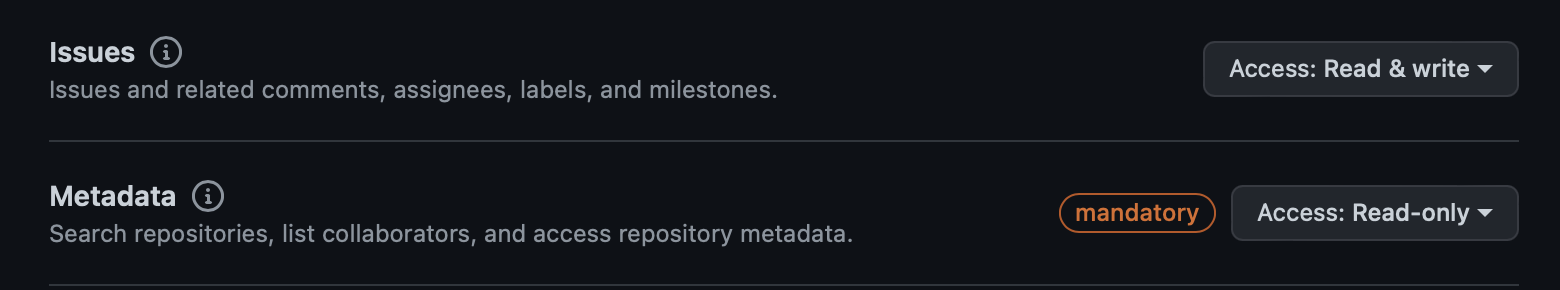 Issues
Issues and related comments, assignees, labels, and milestones.
Access: Read & write
Metadata
Search repositories, list collaborators, and access repository metadata.
mandatory
Access: Read-only